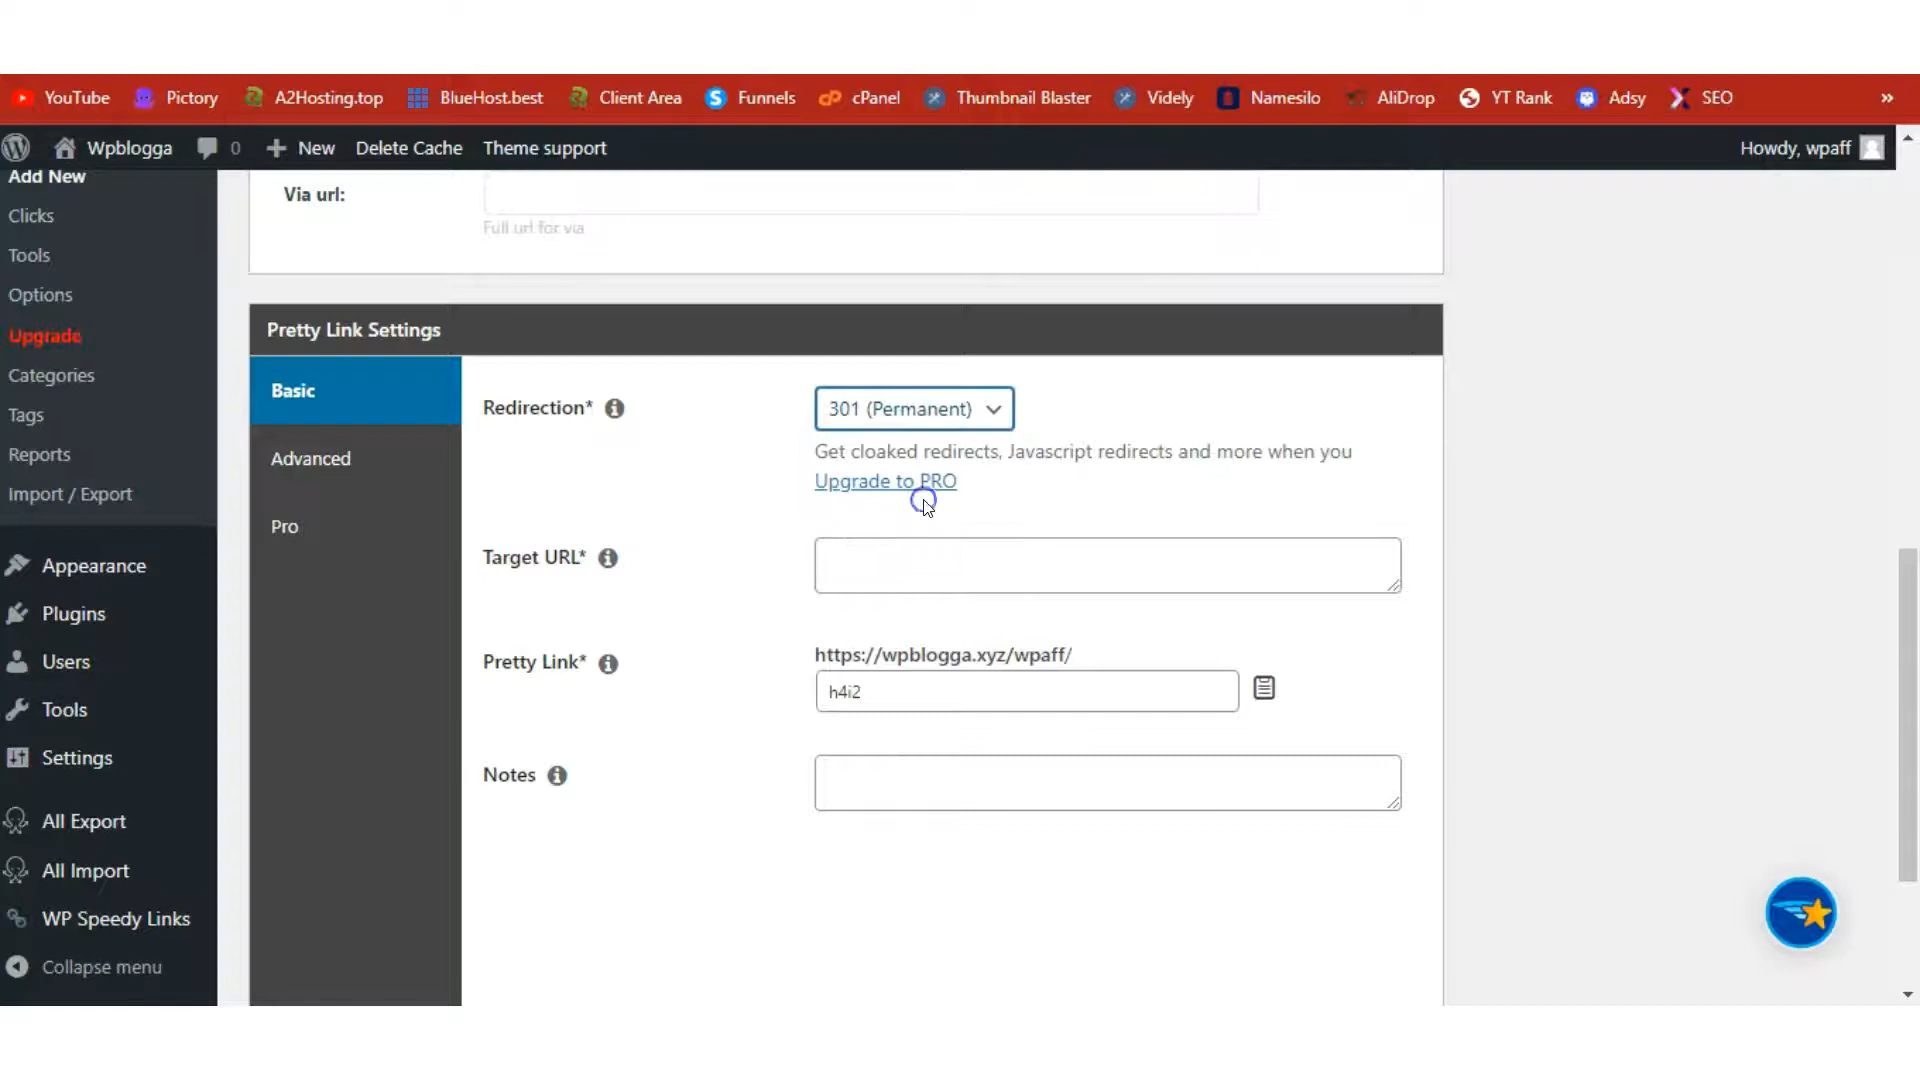 YouTube Pictory A2Hosting.top BlueHost.best Client Area Funnels cPanel Thumbnail Blaster Videly Namesilo AliDrop YT Rank Adsy SEO »
Wpblogga 0 New Delete Cache Theme support Howdy, wpaff
Add New
Clicks
Tools
Options
Upgrade
Categories
Tags
Reports
Import / Export
Appearance
Plugins
Users
Tools
Settings
All Export
All Import
WP Speedy Links
Collapse menu
Via url:
Full url for via
Pretty Link Settings
Basic
Advanced
Pro
Redirection*
301 (Permanent)
Get cloaked redirects, Javascript redirects and more when you
Upgrade to PRO
Target URL*
Pretty Link*
https://wpblogga.xyz/wpaff/
h4i2
Notes